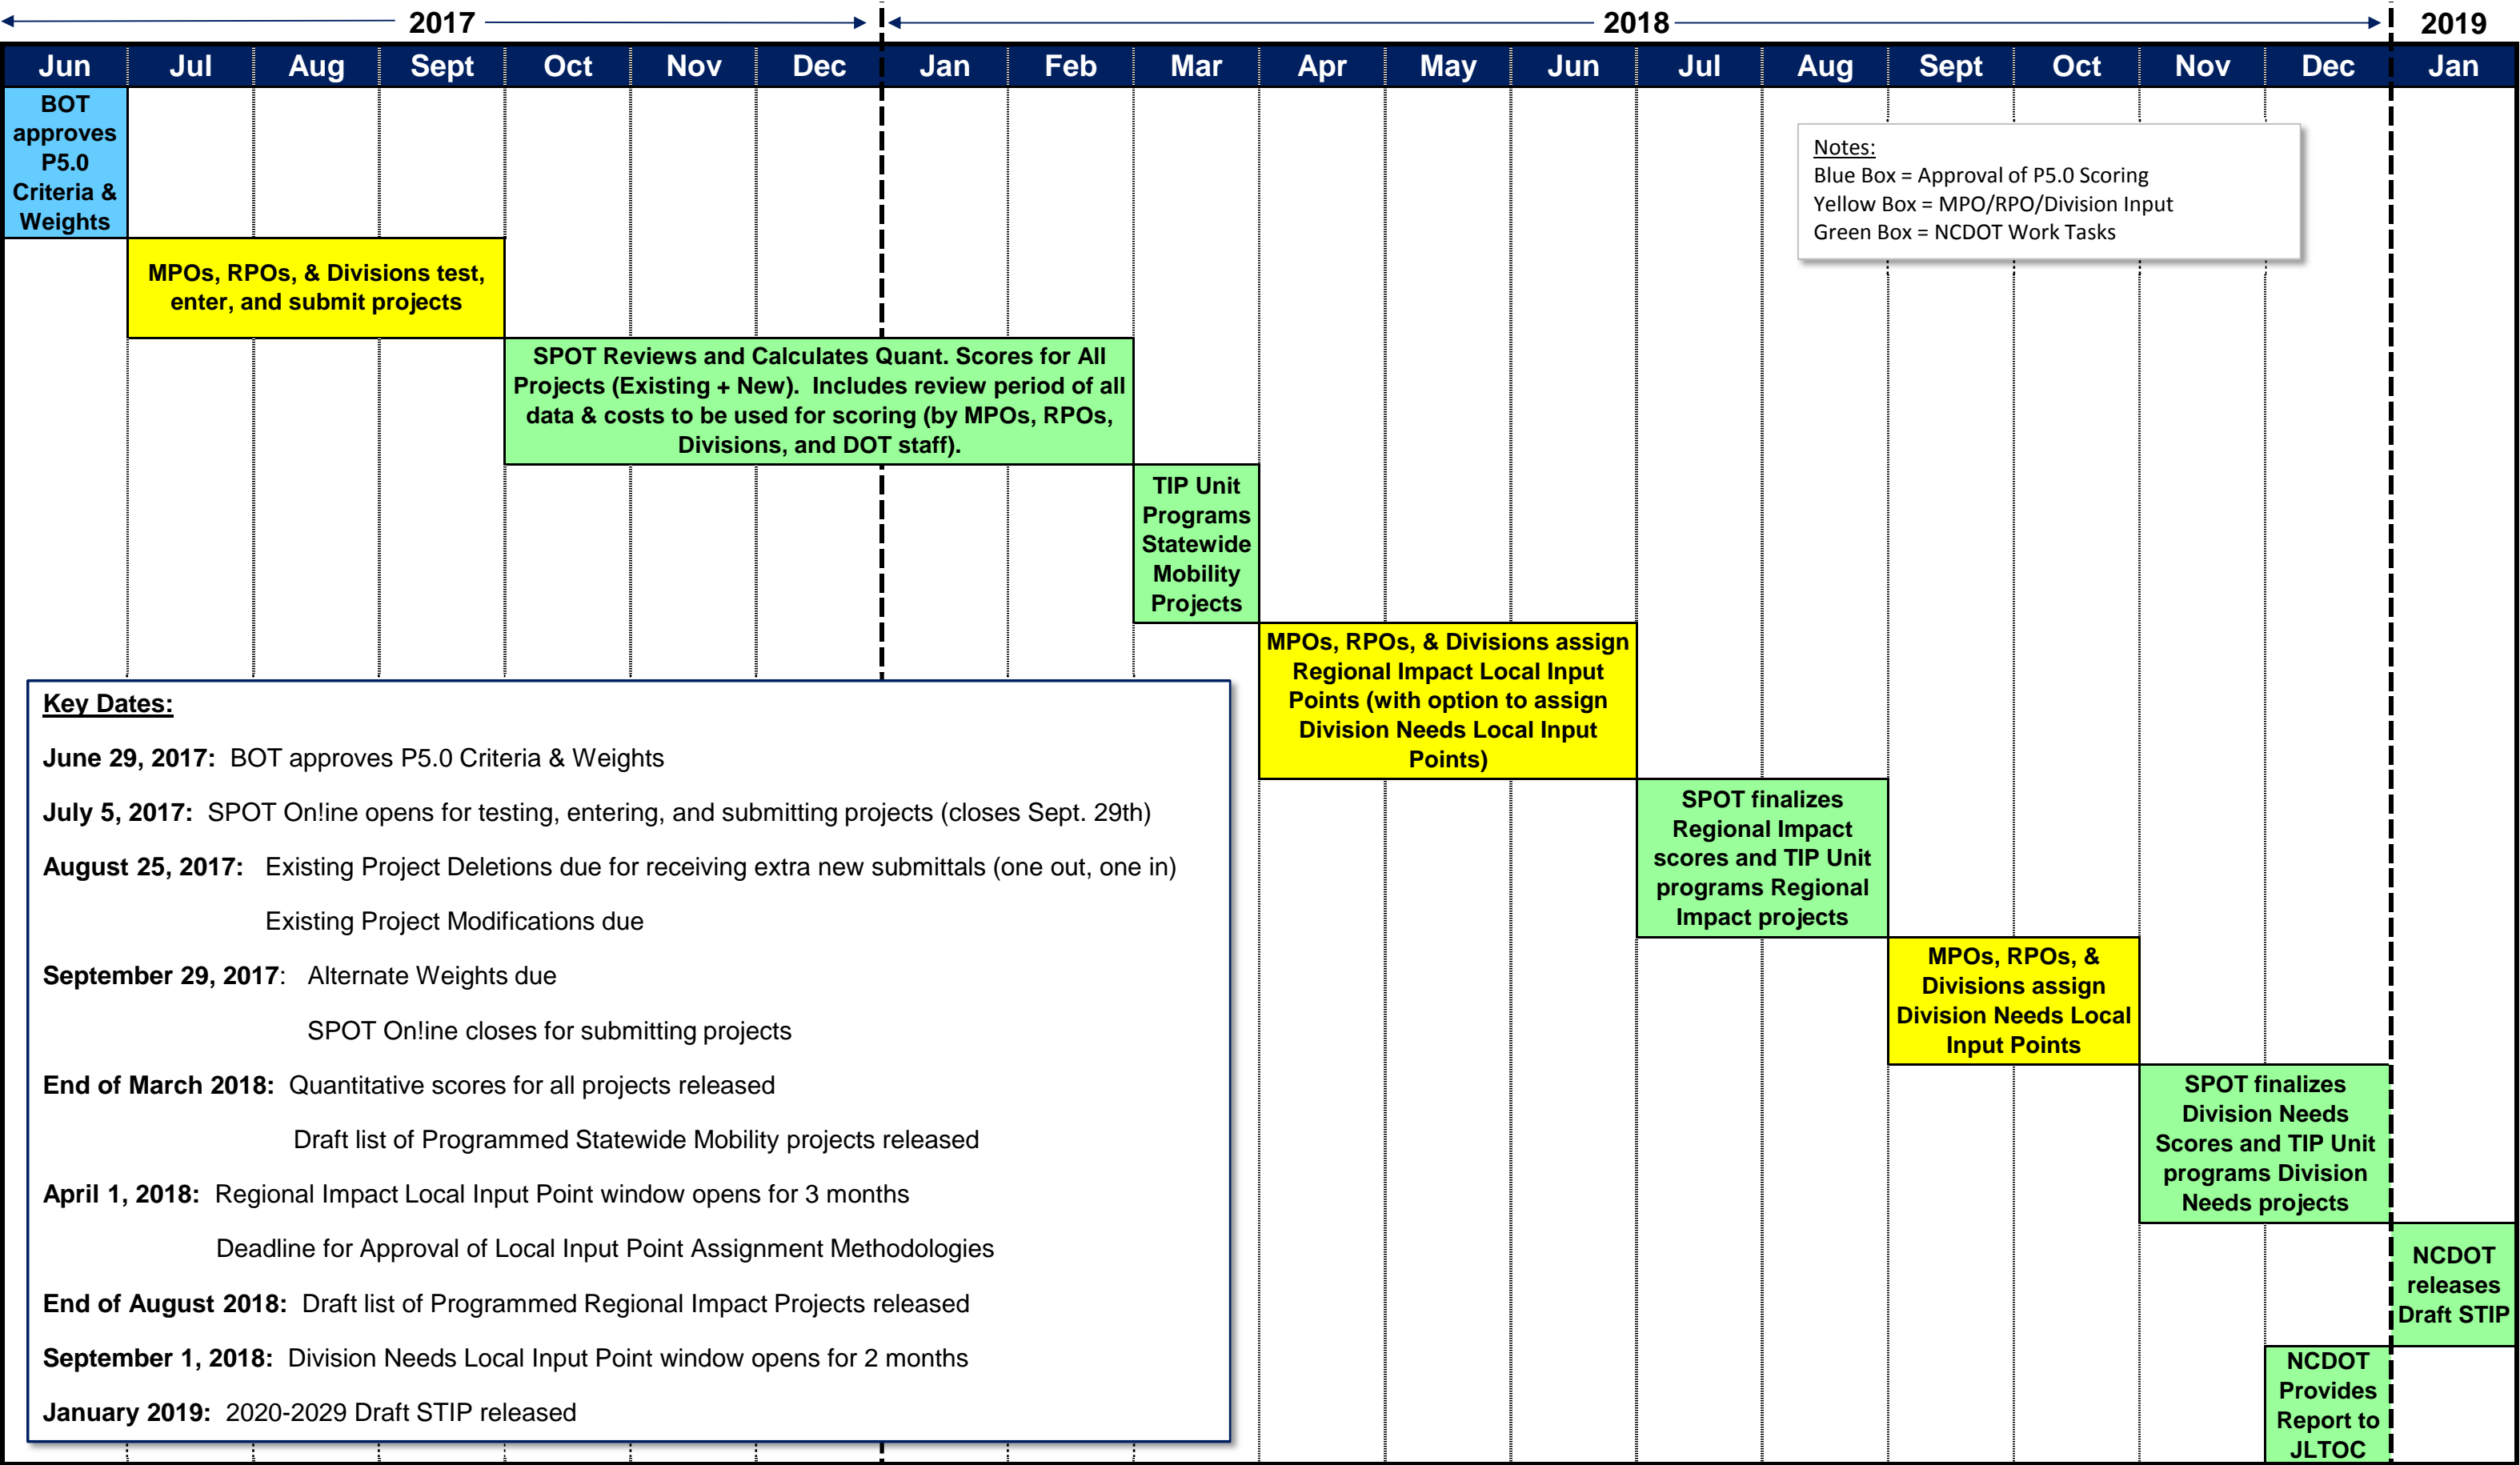 2017
2018
2019
Jun Jul Aug Sept Oct Nov Dec Jan Feb Mar Apr May Jun Jul Aug Sept Oct Nov Dec Jan
BOT
approves
P5.0
Criteria &
Weights
Notes:
Blue Box = Approval of P5.0 Scoring
Yellow Box = MPO/RPO/Division Input
Green Box = NCDOT Work Tasks
MPOs, RPOs, & Divisions test,
enter, and submit projects
SPOT Reviews and Calculates Quant. Scores for All
Projects (Existing + New).  Includes review period of all
data & costs to be used for scoring (by MPOs, RPOs,
Divisions, and DOT staff).
TIP Unit
Programs
Statewide
Mobility
Projects
MPOs, RPOs, & Divisions assign
Regional Impact Local Input
Points (with option to assign
Division Needs Local Input
Points)
SPOT finalizes
Regional Impact
scores and TIP Unit
programs Regional
Impact projects
MPOs, RPOs, &
Divisions assign
Division Needs Local
Input Points
SPOT finalizes
Division Needs
Scores and TIP Unit
programs Division
Needs projects
NCDOT
releases
Draft STIP
NCDOT
Provides
Report to
JLTOC
Key Dates:
June 29, 2017:  BOT approves P5.0 Criteria & Weights
July 5, 2017:  SPOT On!ine opens for testing, entering, and submitting projects (closes Sept. 29th)
August 25, 2017:   Existing Project Deletions due for receiving extra new submittals (one out, one in)
Existing Project Modifications due
September 29, 2017:   Alternate Weights due
SPOT On!ine closes for submitting projects
End of March 2018:  Quantitative scores for all projects released
Draft list of Programmed Statewide Mobility projects released
April 1, 2018:  Regional Impact Local Input Point window opens for 3 months
Deadline for Approval of Local Input Point Assignment Methodologies
End of August 2018:  Draft list of Programmed Regional Impact Projects released
September 1, 2018:  Division Needs Local Input Point window opens for 2 months
January 2019:  2020-2029 Draft STIP released